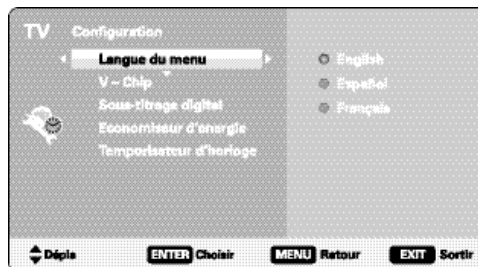 TV Configuration
Langue du menu
V – Chip
Sous-titrage digital
Economiseur d'energie
Temporisateur d'horloge
English
Español
Français
Dépla ENTER Choisir MENU Retour EXIT Sortir